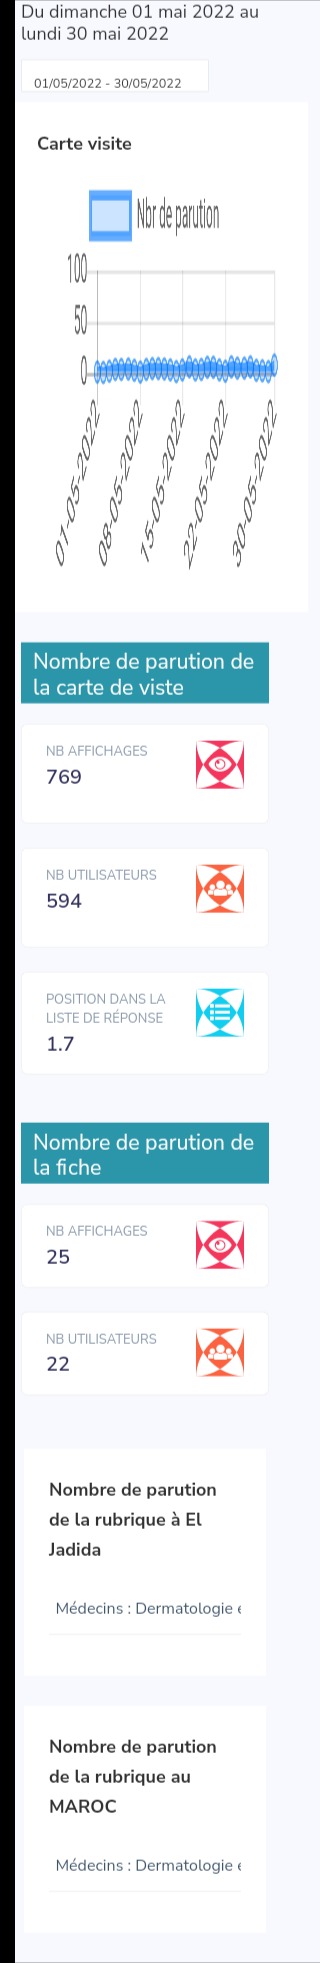 Du dimanche 01 mai 2022 au
lundi 30 mai 2022
01/05/2022 - 30/05/2022
Carte visite
Nbr de parution
100
50
0
01-05-2022
08-05-2022
15-05-2022
22-05-2022
30-05-2022
Nombre de parution de
la carte de viste
NB AFFICHAGES
769
NB UTILISATEURS
594
POSITION DANS LA
LISTE DE RÉPONSE
1.7
Nombre de parution de
la fiche
NB AFFICHAGES
25
NB UTILISATEURS
22
Nombre de parution
de la rubrique à El
Jadida
Médecins : Dermatologie
Nombre de parution
de la rubrique au
MAROC
Médecins : Dermatologie